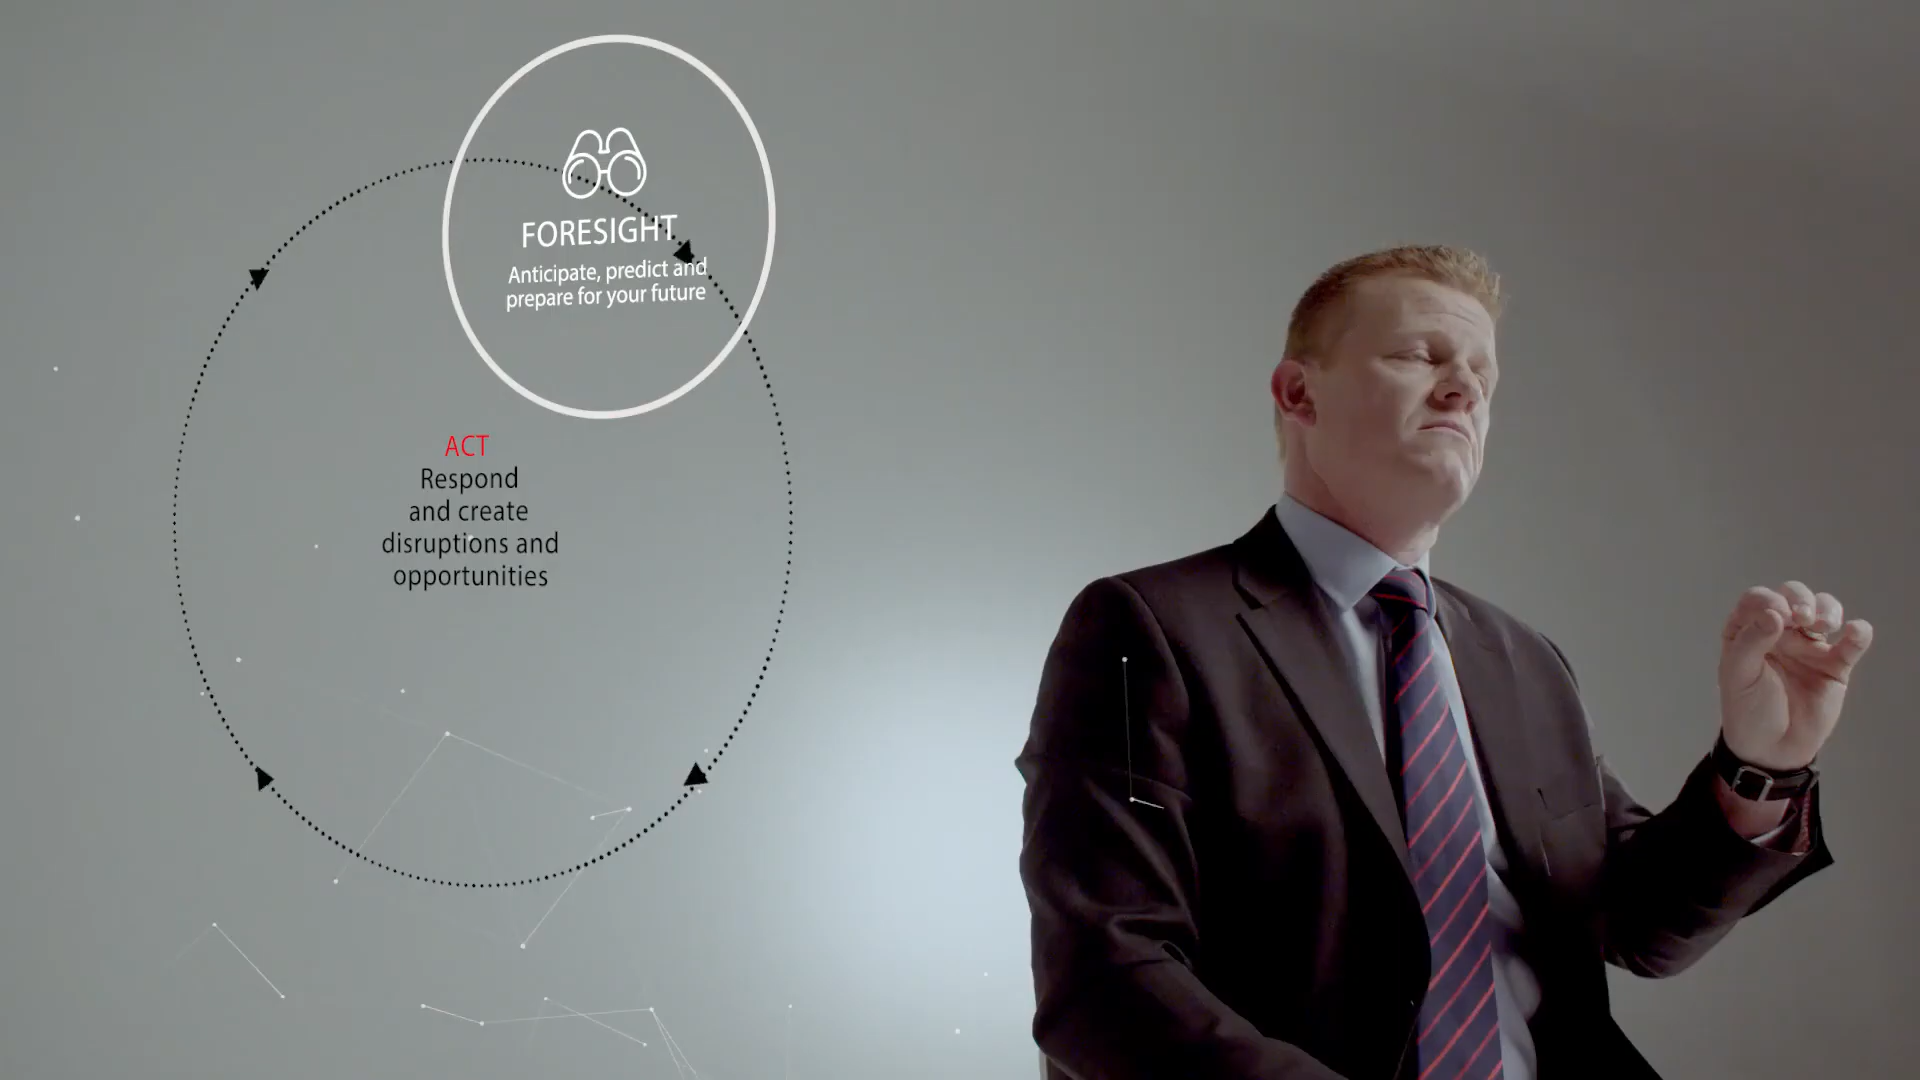 FORESIGHT
Anticipate, predict and
prepare for your future
ACT
Respond
and create
disruptions and
opportunities